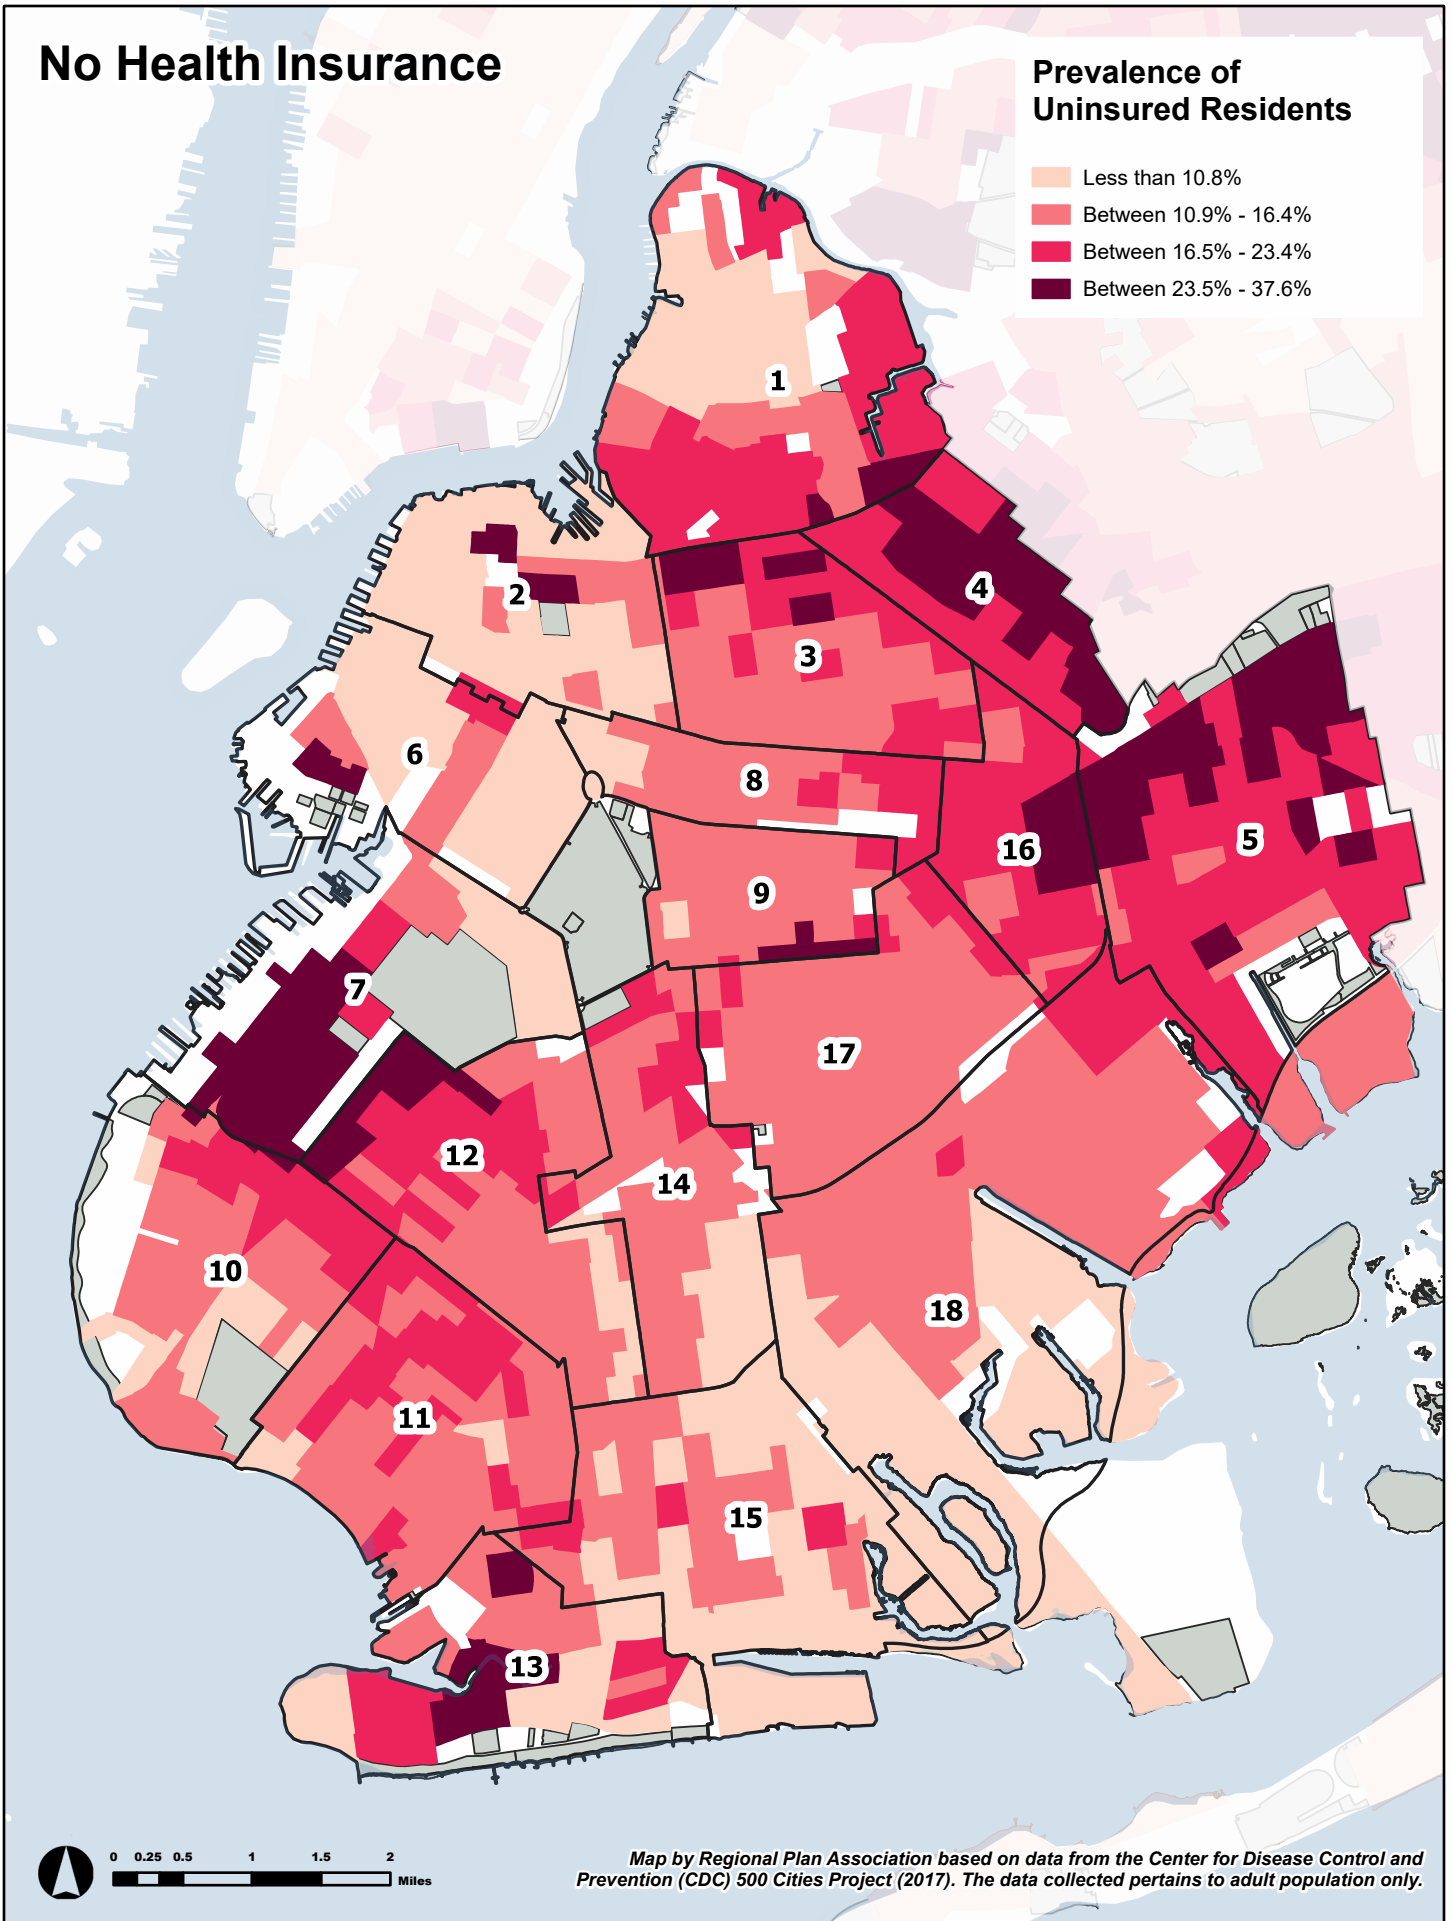 No Health Insurance
Prevalence of
Uninsured Residents
Less than 10.8%
Between 10.9% - 16.4%
Between 16.5% - 23.4%
Between 23.5% - 37.6%
1
2
4
3
6
8
5
16
9
7
17
12
14
10
18
11
15
13
0 0.25 0.5 1 1.5 2
Miles
Map by Regional Plan Association based on data from the Center for Disease Control and
Prevention (CDC) 500 Cities Project (2017). The data collected pertains to adult population only.